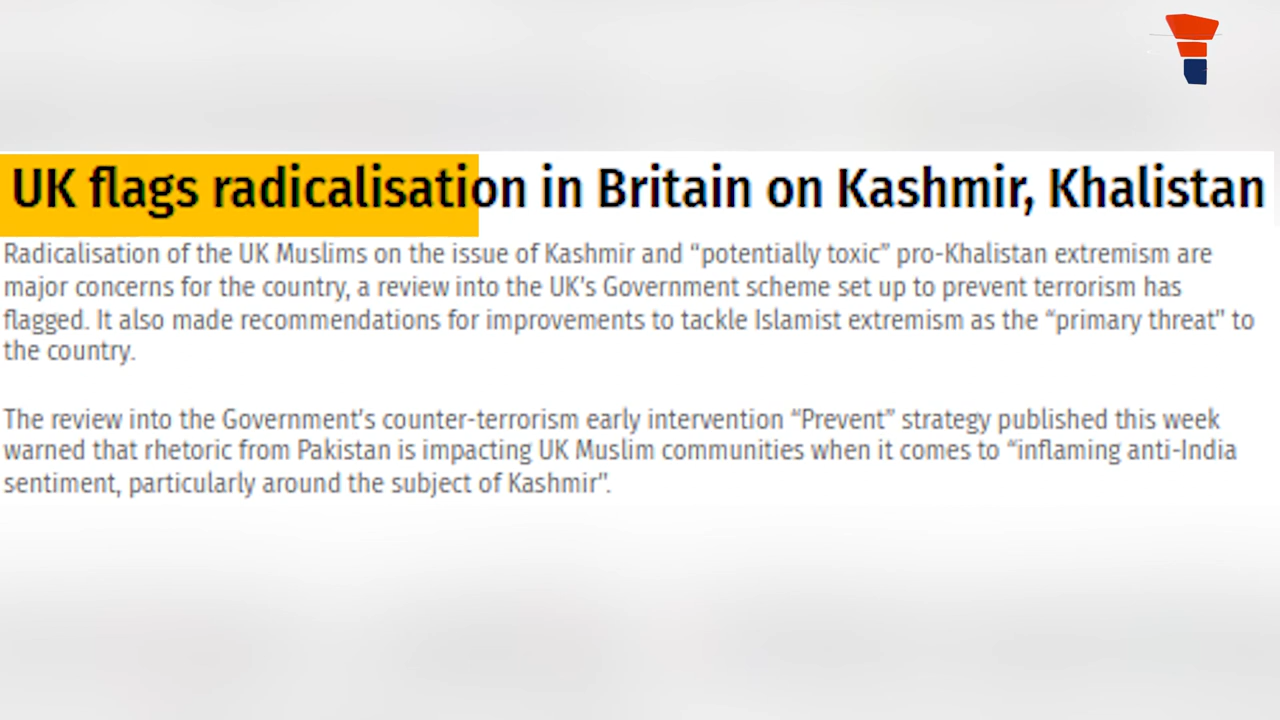 UK flags radicalisation in Britain on Kashmir, Khalistan
Radicalisation of the UK Muslims on the issue of Kashmir and “potentially toxic” pro-Khalistan extremism are
major concerns for the country, a review into the UK's Government scheme set up to prevent terrorism has
flagged. It also made recommendations for improvements to tackle Islamist extremism as the “primary threat” to
the country.
The review into the Government's counter-terrorism early intervention “Prevent” strategy published this week
warned that rhetoric from Pakistan is impacting UK Muslim communities when it comes to “inflaming anti-India
sentiment, particularly around the subject of Kashmir”.